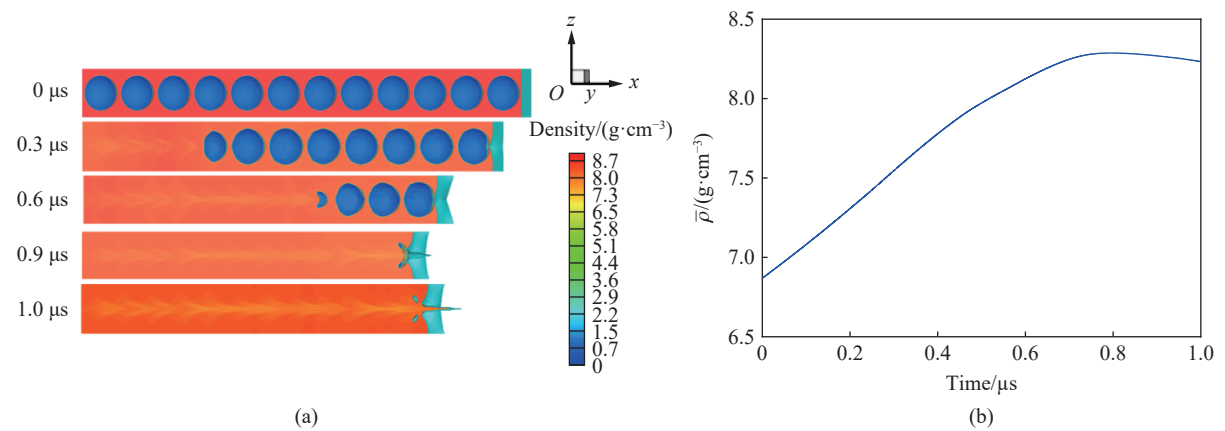 0 μs
0.3 μs
0.6 μs
0.9 μs
1.0 μs
z
O
y
x
Density/(g·cm⁻³)
8.7
8.0
7.3
6.5
5.8
5.1
4.4
3.6
2.9
2.2
1.5
0.7
0
(a)
8.5
8.0
7.5
7.0
6.5
ρ̅/(g·cm⁻³)
0
0.2
0.4
0.6
0.8
1.0
Time/μs
(b)